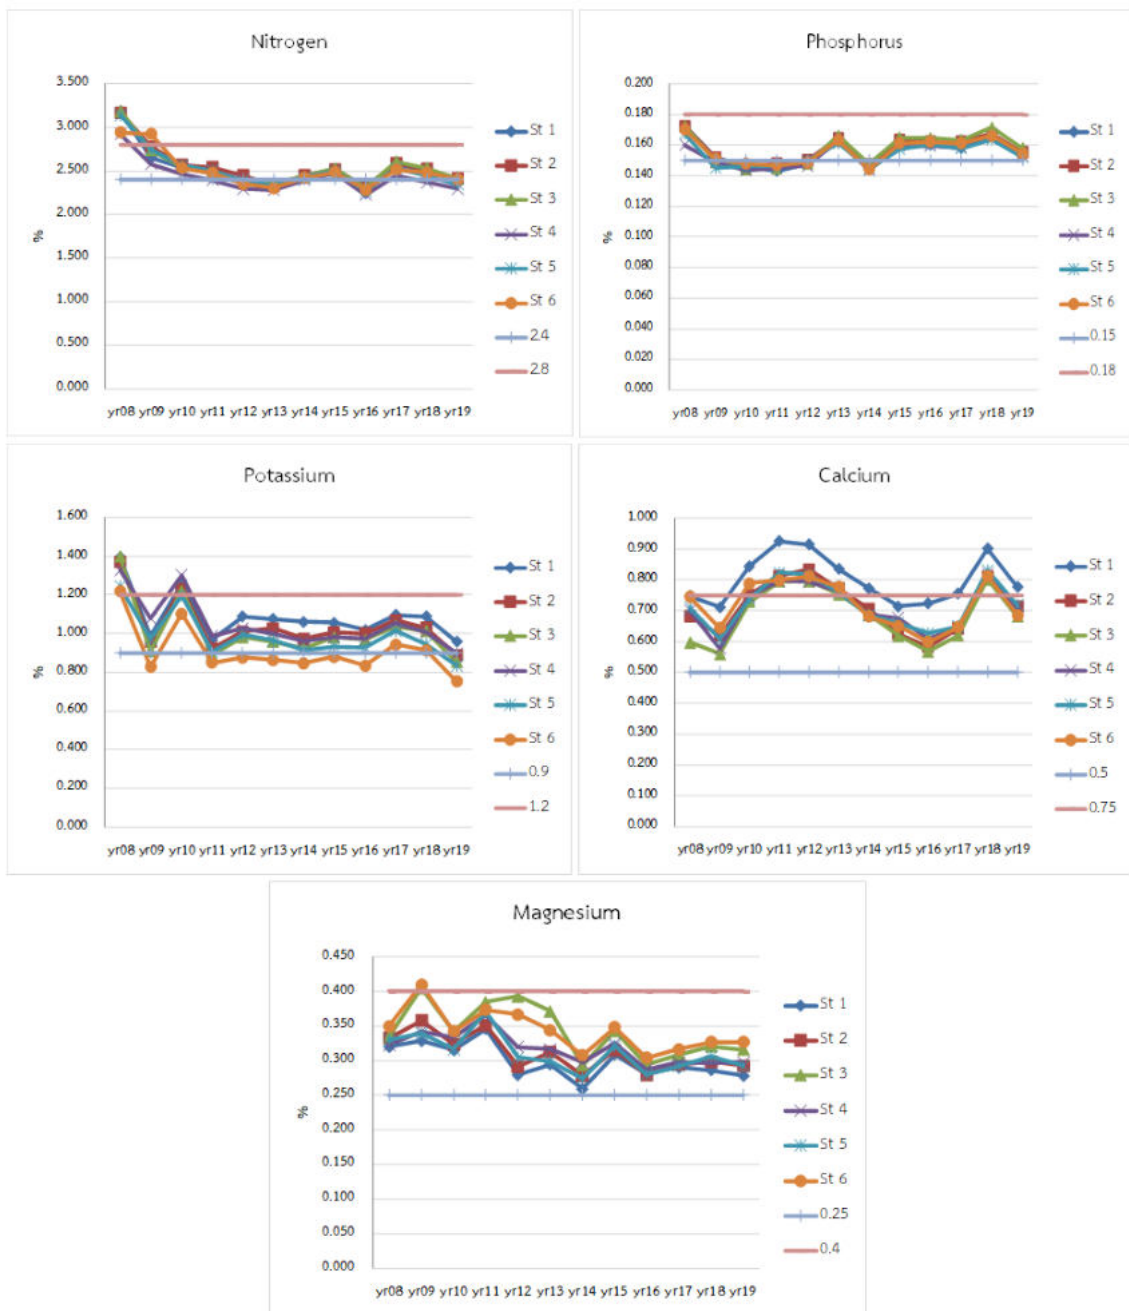 Nitrogen
3.500
3.000
2.500
2.000
1.500
1.000
0.500
0.000
%
yr08 yr09 yr10 yr11 yr12 yr13 yr14 yr15 yr16 yr17 yr18 yr19
St 1
St 2
St 3
St 4
St 5
St 6
2.4
2.8
Phosphorus
0.200
0.180
0.160
0.140
0.120
0.100
0.080
0.060
0.040
0.020
0.000
%
yr08 yr09 yr10 yr11 yr12 yr13 yr14 yr15 yr16 yr17 yr18 yr19
St 1
St 2
St 3
St 4
St 5
St 6
0.15
0.18
Potassium
1.600
1.400
1.200
1.000
0.800
0.600
0.400
0.200
0.000
%
yr08 yr09 yr10 yr11 yr12 yr13 yr14 yr15 yr16 yr17 yr18 yr19
St 1
St 2
St 3
St 4
St 5
St 6
0.9
1.2
Calcium
1.000
0.900
0.800
0.700
0.600
0.500
0.400
0.300
0.200
0.100
0.000
%
yr08 yr09 yr10 yr11 yr12 yr13 yr14 yr15 yr16 yr17 yr18 yr19
St 1
St 2
St 3
St 4
St 5
St 6
0.5
0.75
Magnesium
0.450
0.400
0.350
0.300
0.250
0.200
0.150
0.100
0.050
0.000
%
yr08 yr09 yr10 yr11 yr12 yr13 yr14 yr15 yr16 yr17 yr18 yr19
St 1
St 2
St 3
St 4
St 5
St 6
0.25
0.4